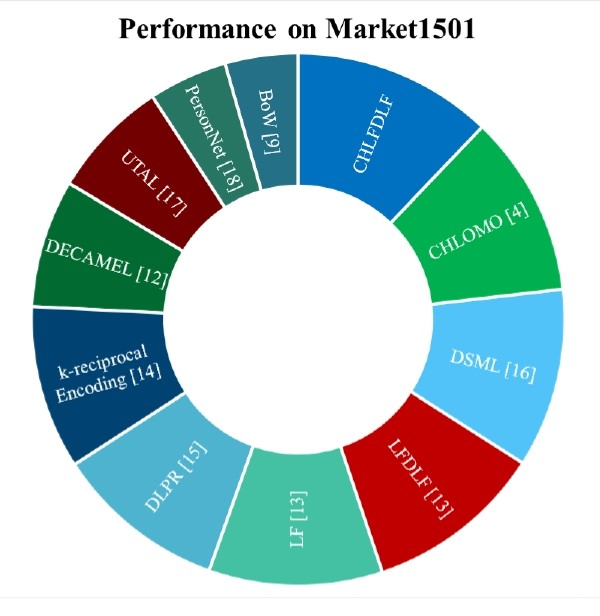 Performance on Market1501
CHLFDLF
CHLOMO [4]
DSML [16]
LFDLF [13]
LF [13]
DLPR [15]
k-reciprocal
Encoding [14]
DECAMEL [12]
UTAL [17]
PersonNet [18]
BoW [9]